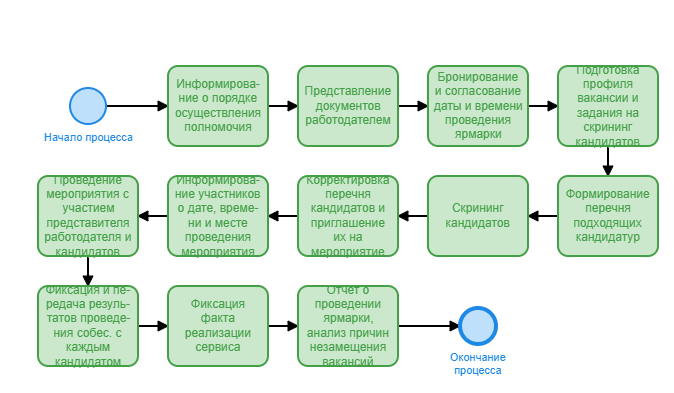 Начало процесса
Информирова-
ние о порядке
осуществления
полномочия
Представление
документов
работодателем
Бронирование
и согласование
даты и времени
проведения
ярмарки
Подготовка
профиля
вакансии и
задания на
скрининг
кандидатов
Формирование
перечня
подходящих
кандидатур
Скрининг
кандидатов
Корректировка
перечня
кандидатов и
приглашение
их на
мероприятие
Информирова-
ние участников
о дате, време-
ни и месте
проведения
мероприятия
Проведение
мероприятия с
участием
представителя
работодателя и
кандидатов
Фиксация и пе-
редача резуль-
татов проведе-
ния собес. с
каждым
кандидатом
Фиксация
факта
реализации
сервиса
Отчет о
проведении
ярмарки,
анализ причин
незамещения
вакансий
Окончание
процесса